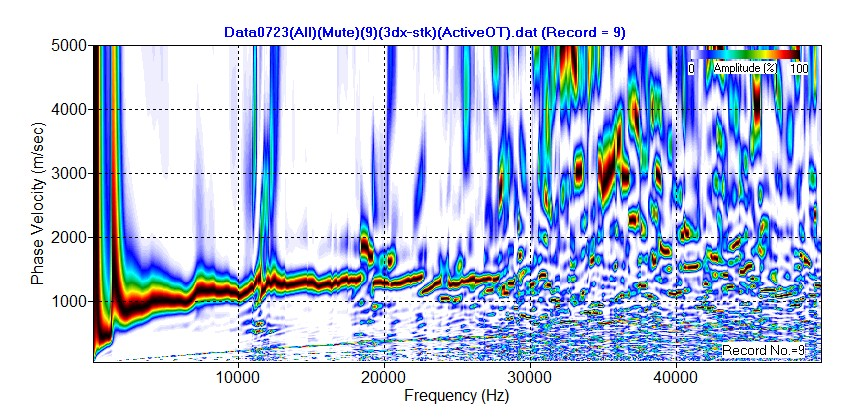 Data0723(All)(Mute)(9)(3dx-stk)(ActiveOT).dat (Record = 9)
5000
4000
3000
2000
1000
Phase Velocity (m/sec)
0 Amplitude (%) 100
Record No.=9
10000 20000 30000 40000
Frequency (Hz)